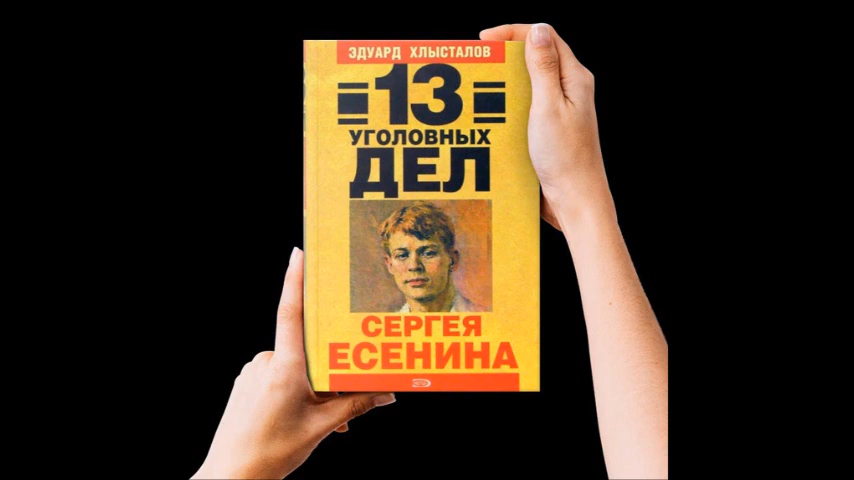 ЭДУАРД ХЛЫСТАЛОВ
13
УГОЛОВНЫХ
ДЕЛ
СЕРГЕЯ
ЕСЕНИНА